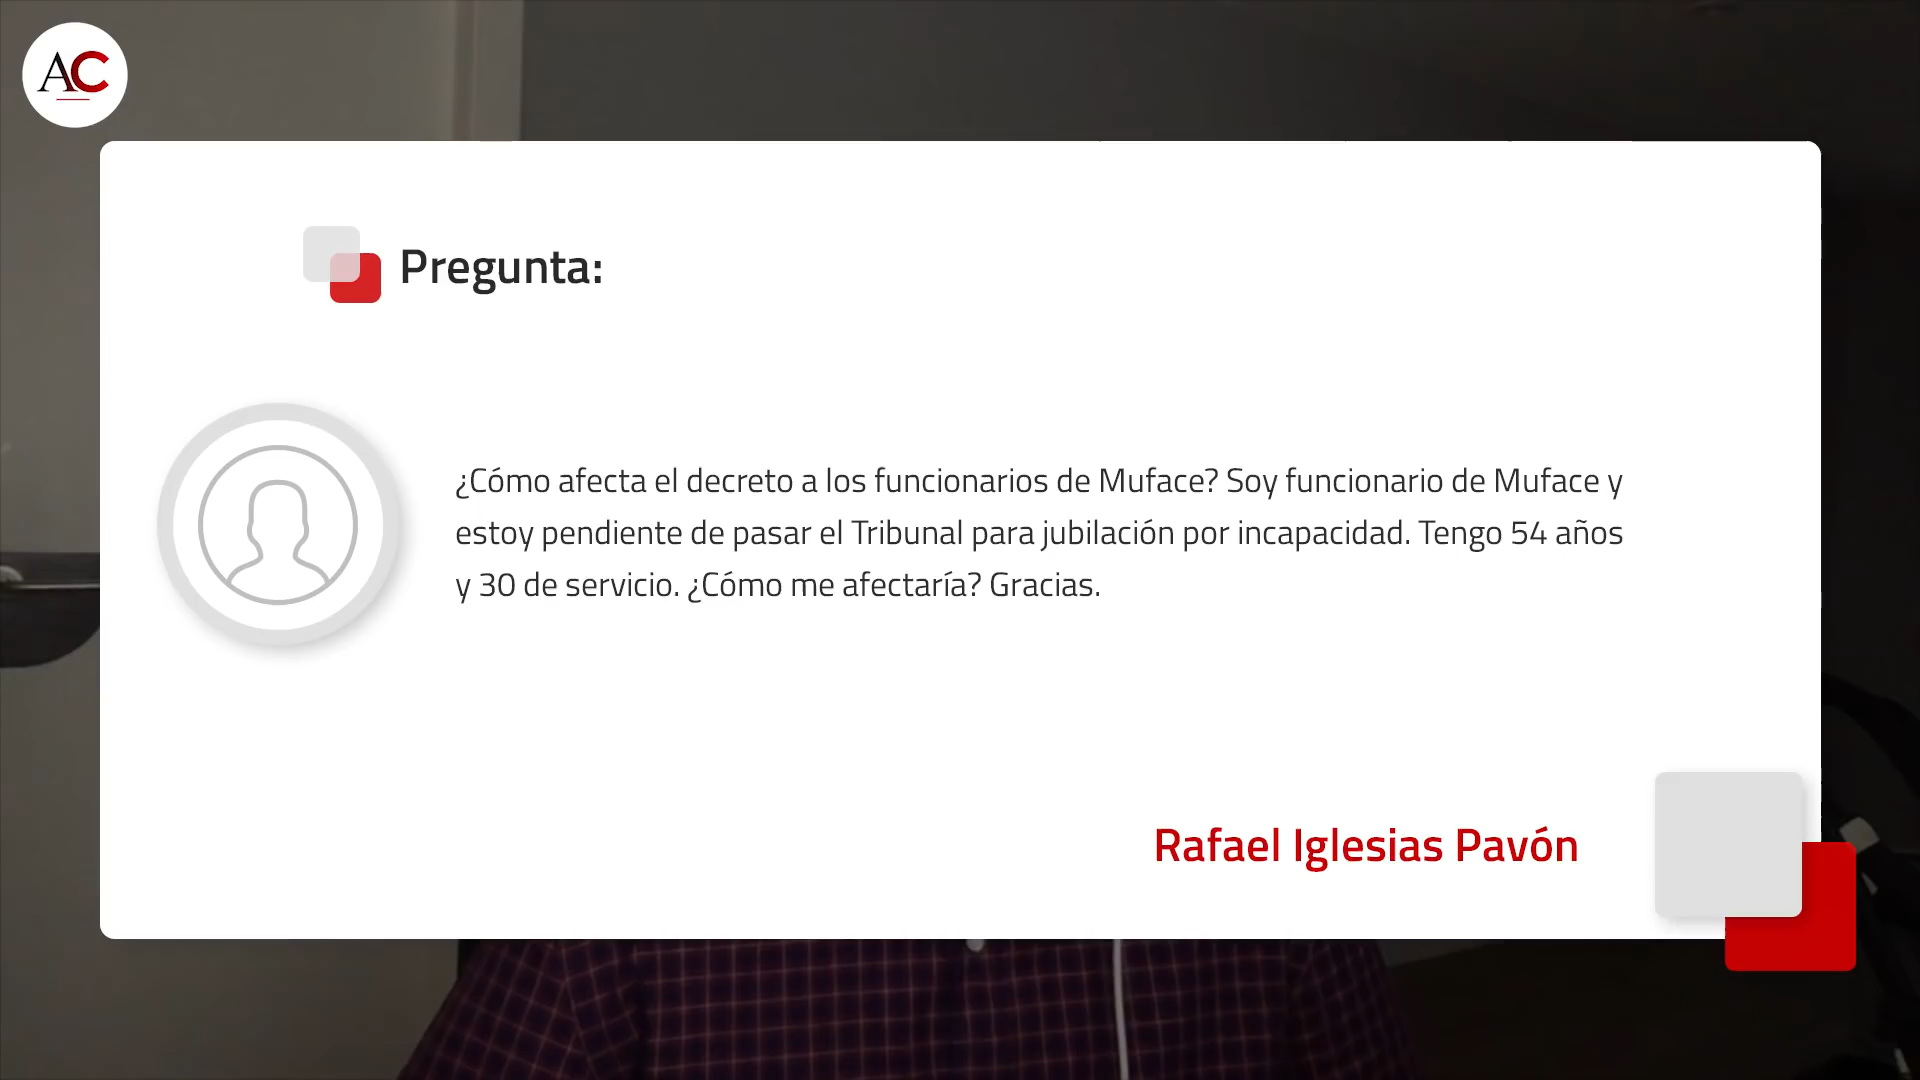 AC
Pregunta:
¿Cómo afecta el decreto a los funcionarios de Muface? Soy funcionario de Muface y
estoy pendiente de pasar el Tribunal para jubilación por incapacidad. Tengo 54 años
y 30 de servicio. ¿Cómo me afectaría? Gracias.
Rafael Iglesias Pavón